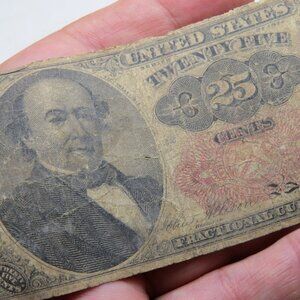 UNITED STATES
TWENTY FIVE
25
CENTS
FRACTIONAL CU